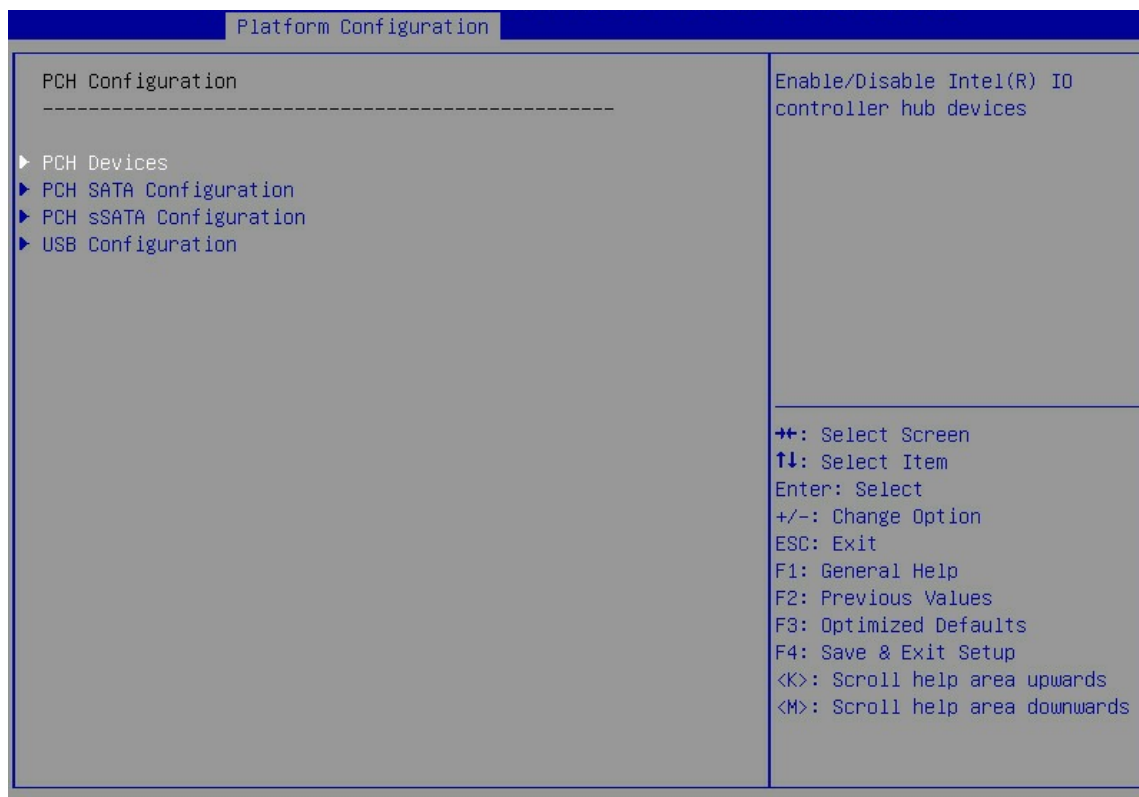 Platform Configuration
PCH Configuration
--------------------------------------------------
Enable/Disable Intel(R) IO
controller hub devices
▶ PCH Devices
▶ PCH SATA Configuration
▶ PCH sSATA Configuration
▶ USB Configuration
→←: Select Screen
↑↓: Select Item
Enter: Select
+/-: Change Option
ESC: Exit
F1: General Help
F2: Previous Values
F3: Optimized Defaults
F4: Save & Exit Setup
<K>: Scroll help area upwards
<M>: Scroll help area downwards